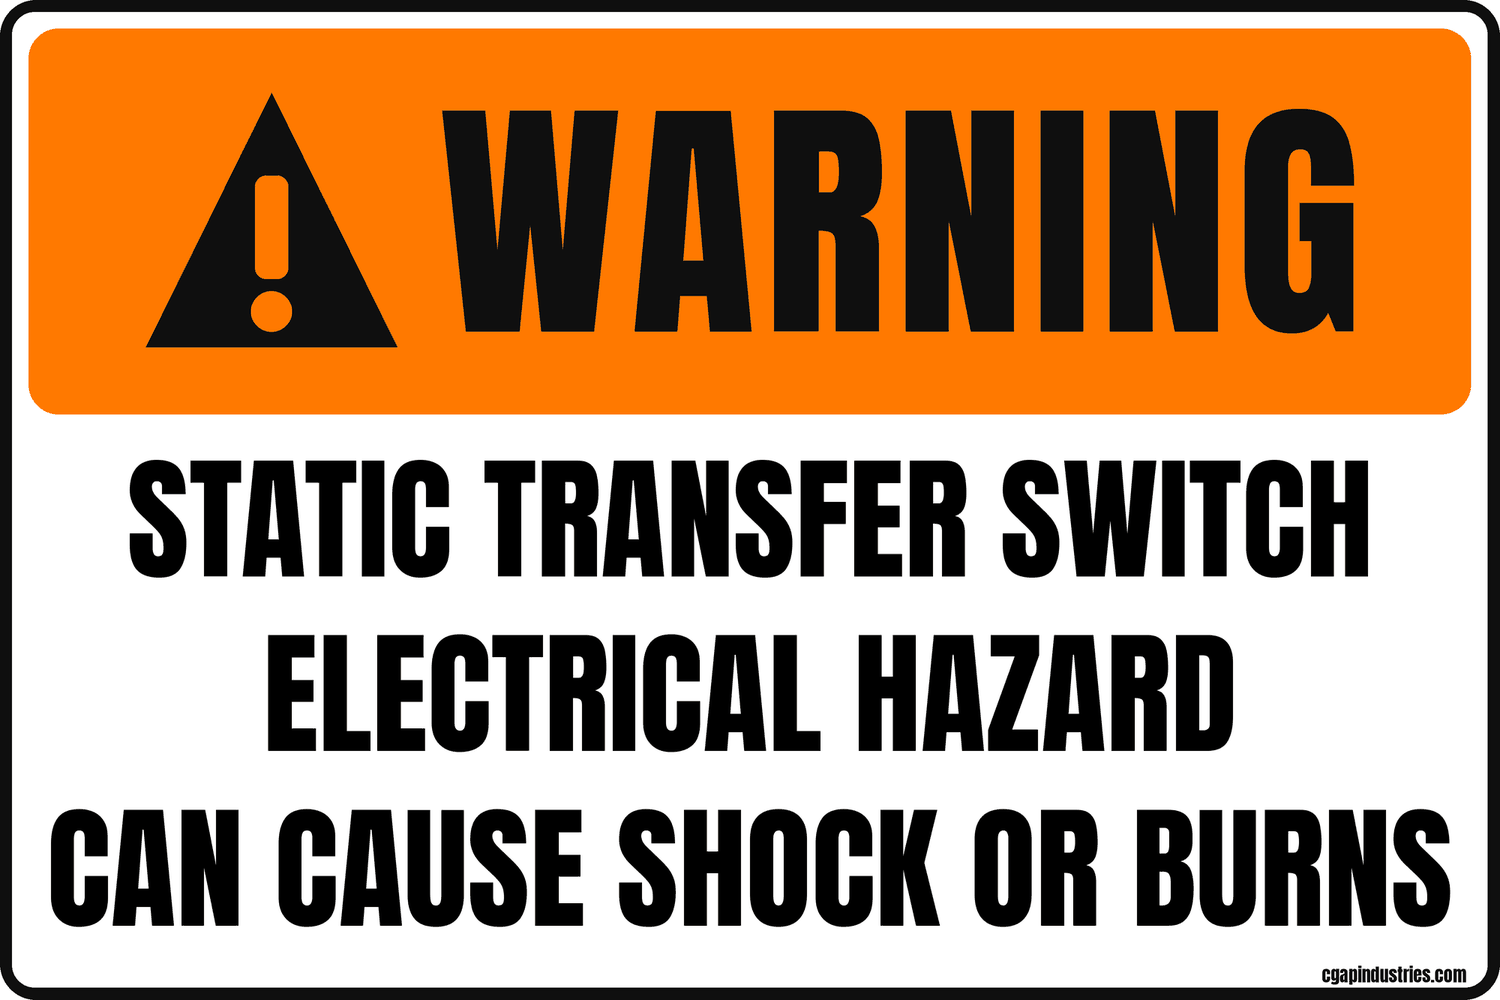 WARNING
STATIC TRANSFER SWITCH
ELECTRICAL HAZARD
CAN CAUSE SHOCK OR BURNS
cgapindustries.com